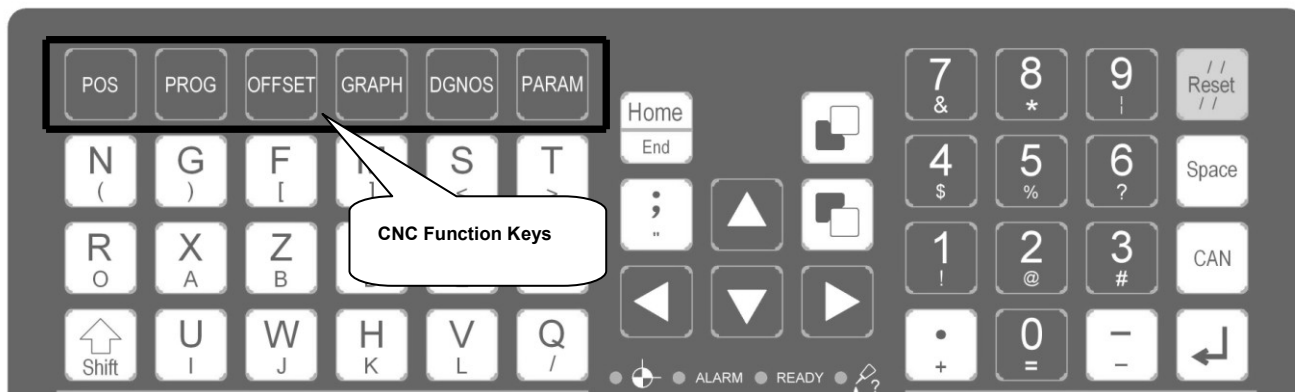 POS PROG OFFSET GRAPH DGNOS PARAM
7 8 9 Reset
& * ¦ / / / /
Home
End
N G F S T
( ) [ ] < >
4 5 6 Space
$ % ?
;
"
CNC Function Keys
R X Z
O A B
1 2 3 CAN
! @ #
Shift U W H V Q
I J K L /
. 0 –
+ = –
ALARM READY ?